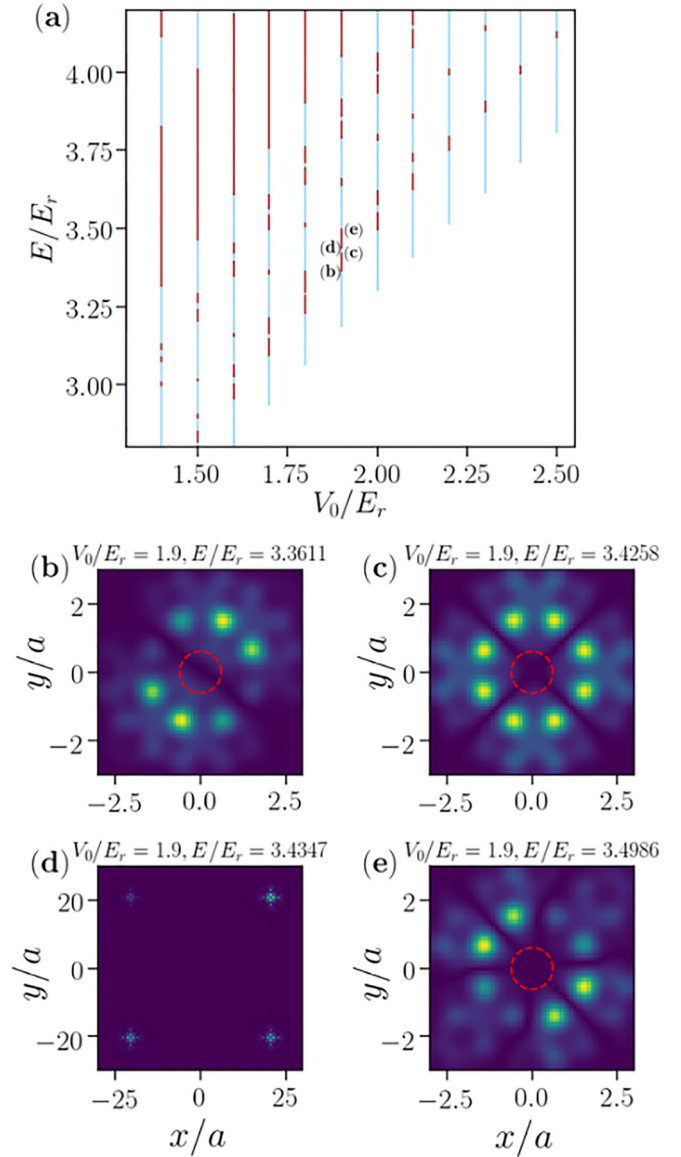 (a)
E/E_r
4.00
3.75
3.50
3.25
3.00
(e)
(d)
(c)
(b)
1.50 1.75 2.00 2.25 2.50
V_0/E_r
(b) V_0/E_r = 1.9, E/E_r = 3.3611
y/a
2
0
−2
−2.5 0.0 2.5
(c) V_0/E_r = 1.9, E/E_r = 3.4258
y/a
2
0
−2
−2.5 0.0 2.5
(d) V_0/E_r = 1.9, E/E_r = 3.4347
y/a
20
0
−20
−25 0 25
x/a
(e) V_0/E_r = 1.9, E/E_r = 3.4986
y/a
2
0
−2
−2.5 0.0 2.5
x/a